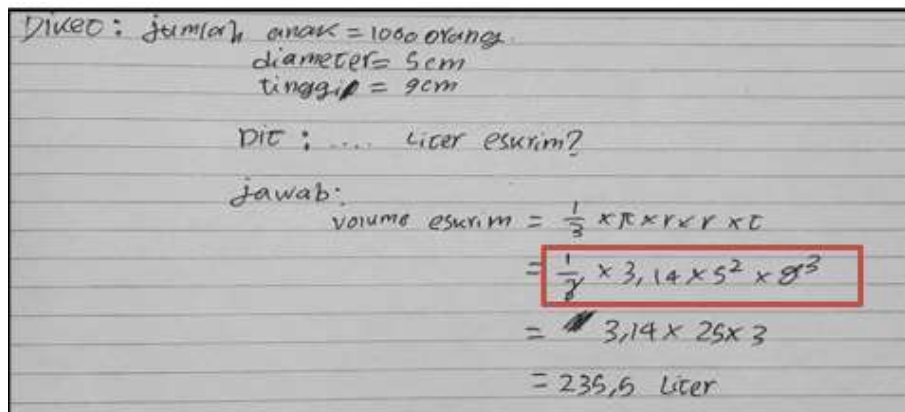 Diket : jumlah anak = 1000 orang.
diameter = 5cm
tinggi = 9cm
Dit : .... Liter eskrim?
jawab:
volume eskrim = 1/3 × π × r × r × t
= 1/3 × 3,14 × 5² × 9³
= 3,14 × 25 × 3
= 235,5 Liter